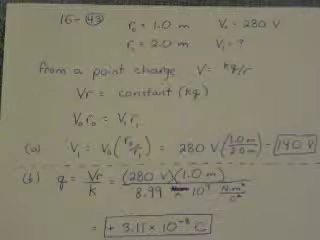 16- 43
r₀ = 1.0 m V₀ = 280 V
r₁ = 2.0 m V₁ = ?
from a point charge V = kq/r
Vr = constant (kq)
V₀r₀ = V₁r₁
(a) V₁ = V₀(r₀/r₁) = 280 V(1.0 m/2.0 m) = 140 V
(b) q = Vr/k = (280 V)(1.0 m)/8.99 × 10⁹ N·m²/C²
= + 3.11 × 10⁻⁸ C